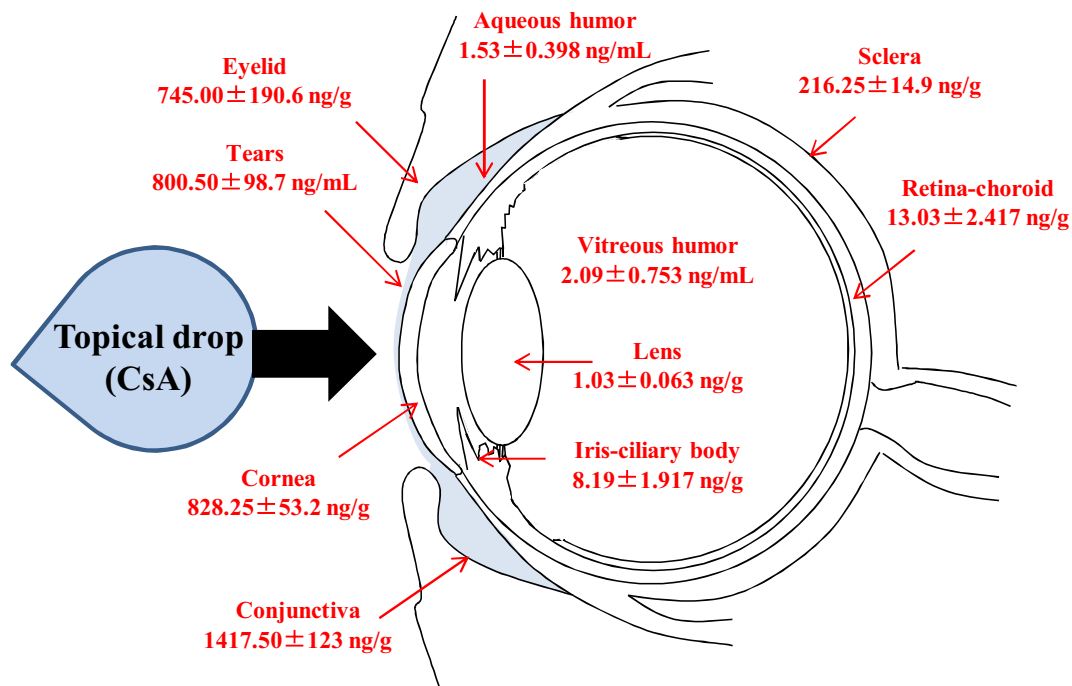 Aqueous humor
1.53±0.398 ng/mL
Eyelid
745.00±190.6 ng/g
Sclera
216.25±14.9 ng/g
Tears
800.50±98.7 ng/mL
Retina-choroid
13.03±2.417 ng/g
Vitreous humor
2.09±0.753 ng/mL
Topical drop
(CsA)
Lens
1.03±0.063 ng/g
Iris-ciliary body
8.19±1.917 ng/g
Cornea
828.25±53.2 ng/g
Conjunctiva
1417.50±123 ng/g